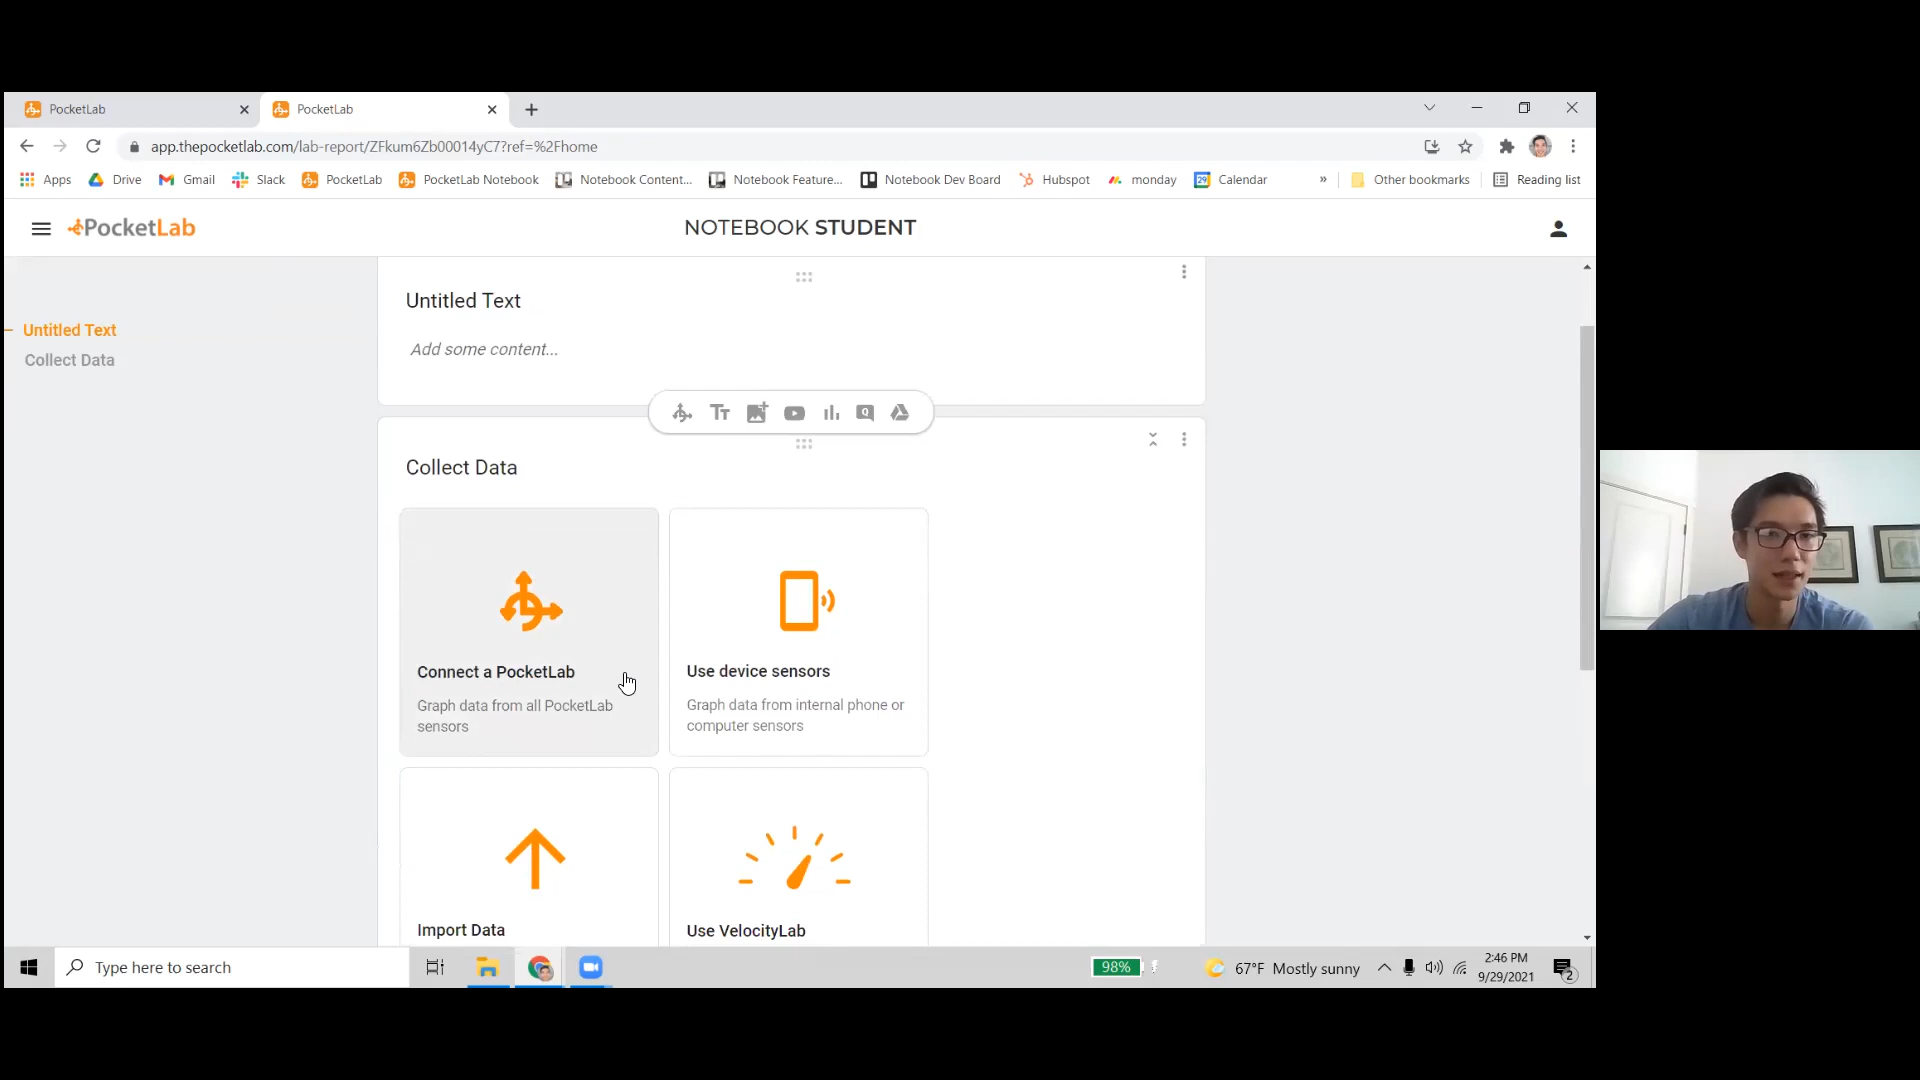 PocketLab
PocketLab
app.thepocketlab.com/lab-report/ZFkum6Zb00014yC7?ref=%2Fhome
Apps Drive Gmail Slack PocketLab PocketLab Notebook Notebook Content... Notebook Feature... Notebook Dev Board Hubspot monday 29 Calendar » Other bookmarks Reading list
PocketLab
NOTEBOOK STUDENT
Untitled Text
Collect Data
Untitled Text
Add some content...
Collect Data
Connect a PocketLab
Graph data from all PocketLab
sensors
Use device sensors
Graph data from internal phone or
computer sensors
Import Data
Use VelocityLab
Type here to search
98%
67°F Mostly sunny
2:46 PM
9/29/2021
2